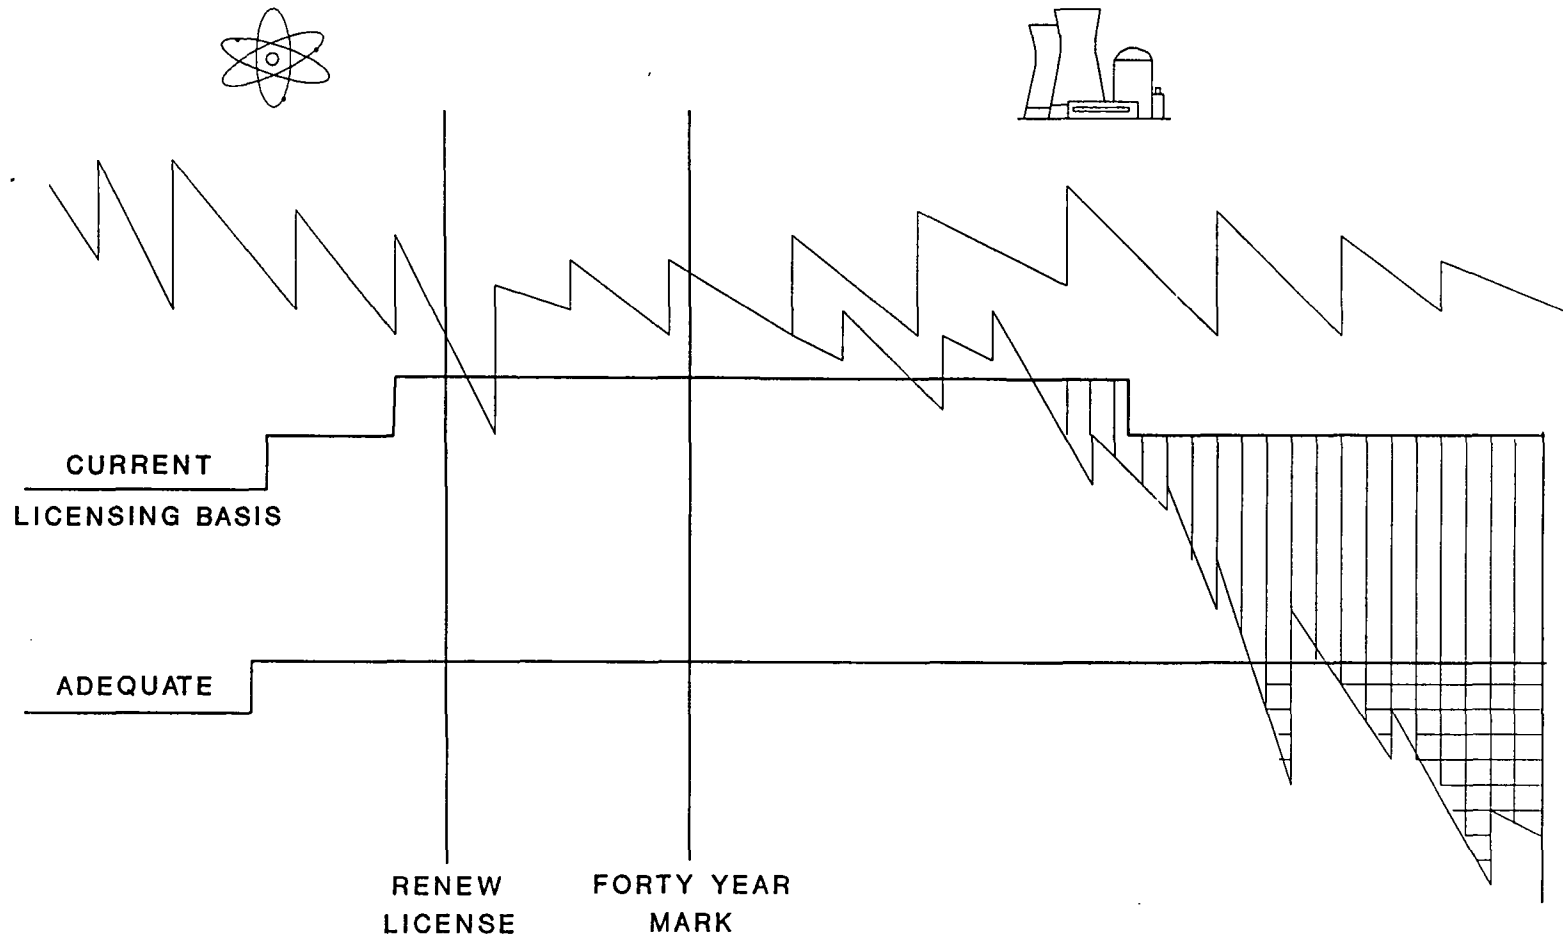 CURRENT
LICENSING BASIS
ADEQUATE
RENEW
LICENSE
FORTY YEAR
MARK